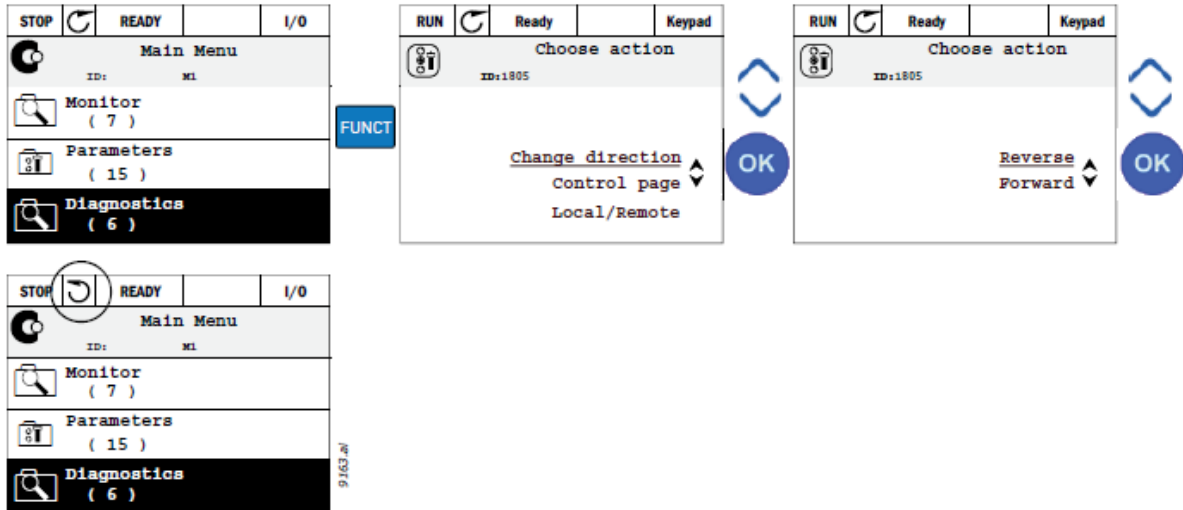 STOP READY I/O
Main Menu
ID: M1
Monitor
( 7 )
Parameters
( 15 )
Diagnostics
( 6 )
FUNCT
RUN Ready Keypad
Choose action
ID:1805
Change direction
Control page
Local/Remote
OK
RUN Ready Keypad
Choose action
ID:1805
Reverse
Forward
OK
STOP READY I/O
Main Menu
ID: M1
Monitor
( 7 )
Parameters
( 15 )
Diagnostics
( 6 )
9163.ai